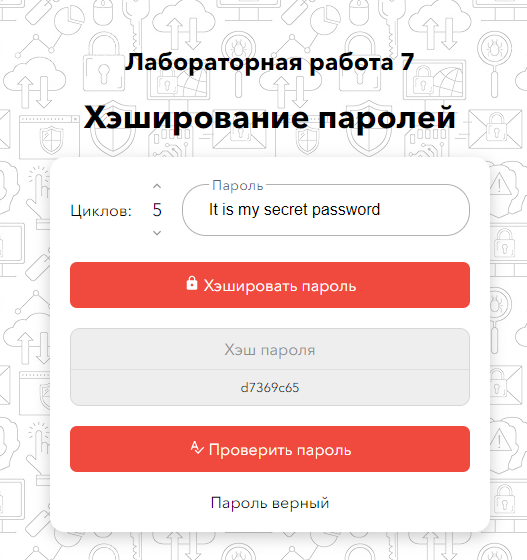 Лабораторная работа 7
Хэширование паролей
Циклов:
5
Пароль
It is my secret password
Хэшировать пароль
Хэш пароля
d7369c65
Проверить пароль
Пароль верный